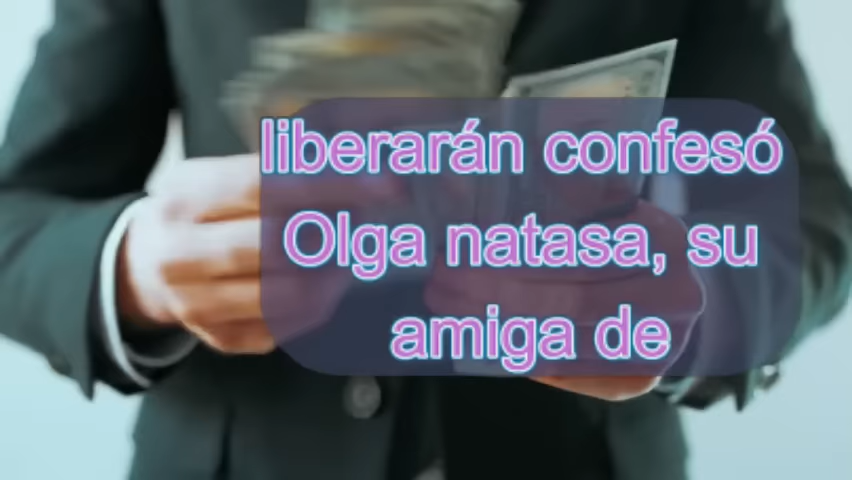 liberarán confesó
Olga natasa, su
amiga de